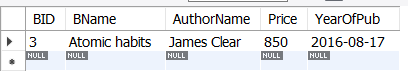 BID BName AuthorName Price YearOfPub
3 Atomic habits James Clear 850 2016-08-17
NULL NULL NULL NULL NULL